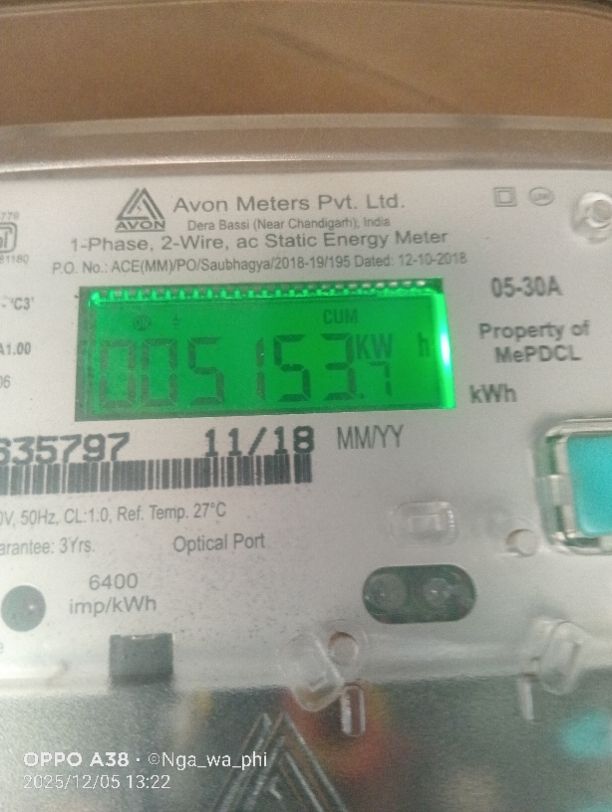 AVON
Avon Meters Pvt. Ltd.
Dera Bassi (Near Chandigarh), India
1-Phase, 2-Wire, ac Static Energy Meter
P.O. No.: ACE(MM)/PO/Saubhagya/2018-19/195 Dated: 12-10-2018
'C3'
05-30A
CUM
005153.7 KW h
Property of
MePDCL
A1.00
06
kWh
635797 11/18 MM/YY
0V, 50Hz, CL:1.0, Ref. Temp. 27°C
arantee: 3Yrs. Optical Port
6400
imp/kWh
OPPO A38 · ©Nga_wa_phi
2025/12/05 13:22